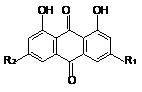 OH O OH
R₂ R₁
O